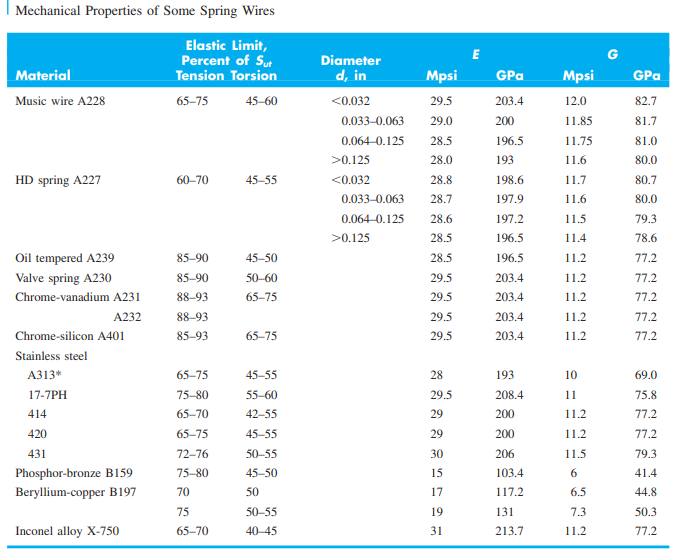 Mechanical Properties of Some Spring Wires
Elastic Limit,
Percent of Sut Diameter E G
Material Tension Torsion d, in Mpsi GPa Mpsi GPa
Music wire A228 65–75 45–60 <0.032 29.5 203.4 12.0 82.7
0.033–0.063 29.0 200 11.85 81.7
0.064–0.125 28.5 196.5 11.75 81.0
>0.125 28.0 193 11.6 80.0
HD spring A227 60–70 45–55 <0.032 28.8 198.6 11.7 80.7
0.033–0.063 28.7 197.9 11.6 80.0
0.064–0.125 28.6 197.2 11.5 79.3
>0.125 28.5 196.5 11.4 78.6
Oil tempered A239 85–90 45–50 28.5 196.5 11.2 77.2
Valve spring A230 85–90 50–60 29.5 203.4 11.2 77.2
Chrome-vanadium A231 88–93 65–75 29.5 203.4 11.2 77.2
A232 88–93 29.5 203.4 11.2 77.2
Chrome-silicon A401 85–93 65–75 29.5 203.4 11.2 77.2
Stainless steel
A313* 65–75 45–55 28 193 10 69.0
17-7PH 75–80 55–60 29.5 208.4 11 75.8
414 65–70 42–55 29 200 11.2 77.2
420 65–75 45–55 29 200 11.2 77.2
431 72–76 50–55 30 206 11.5 79.3
Phosphor-bronze B159 75–80 45–50 15 103.4 6 41.4
Beryllium-copper B197 70 50 17 117.2 6.5 44.8
75 50–55 19 131 7.3 50.3
Inconel alloy X-750 65–70 40–45 31 213.7 11.2 77.2